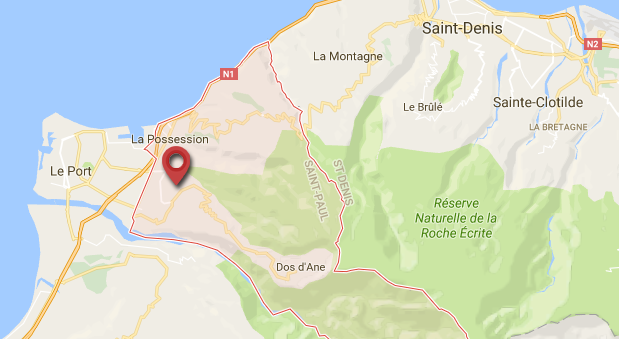 Saint-Denis
N2
La Montagne
N1
Le Brûlé
Sainte-Clotilde
LA BRETAGNE
La Possession
Le Port
ST-DENIS
SAINT-PAUL
Réserve
Naturelle de la
Roche Écrite
Dos d'Ane